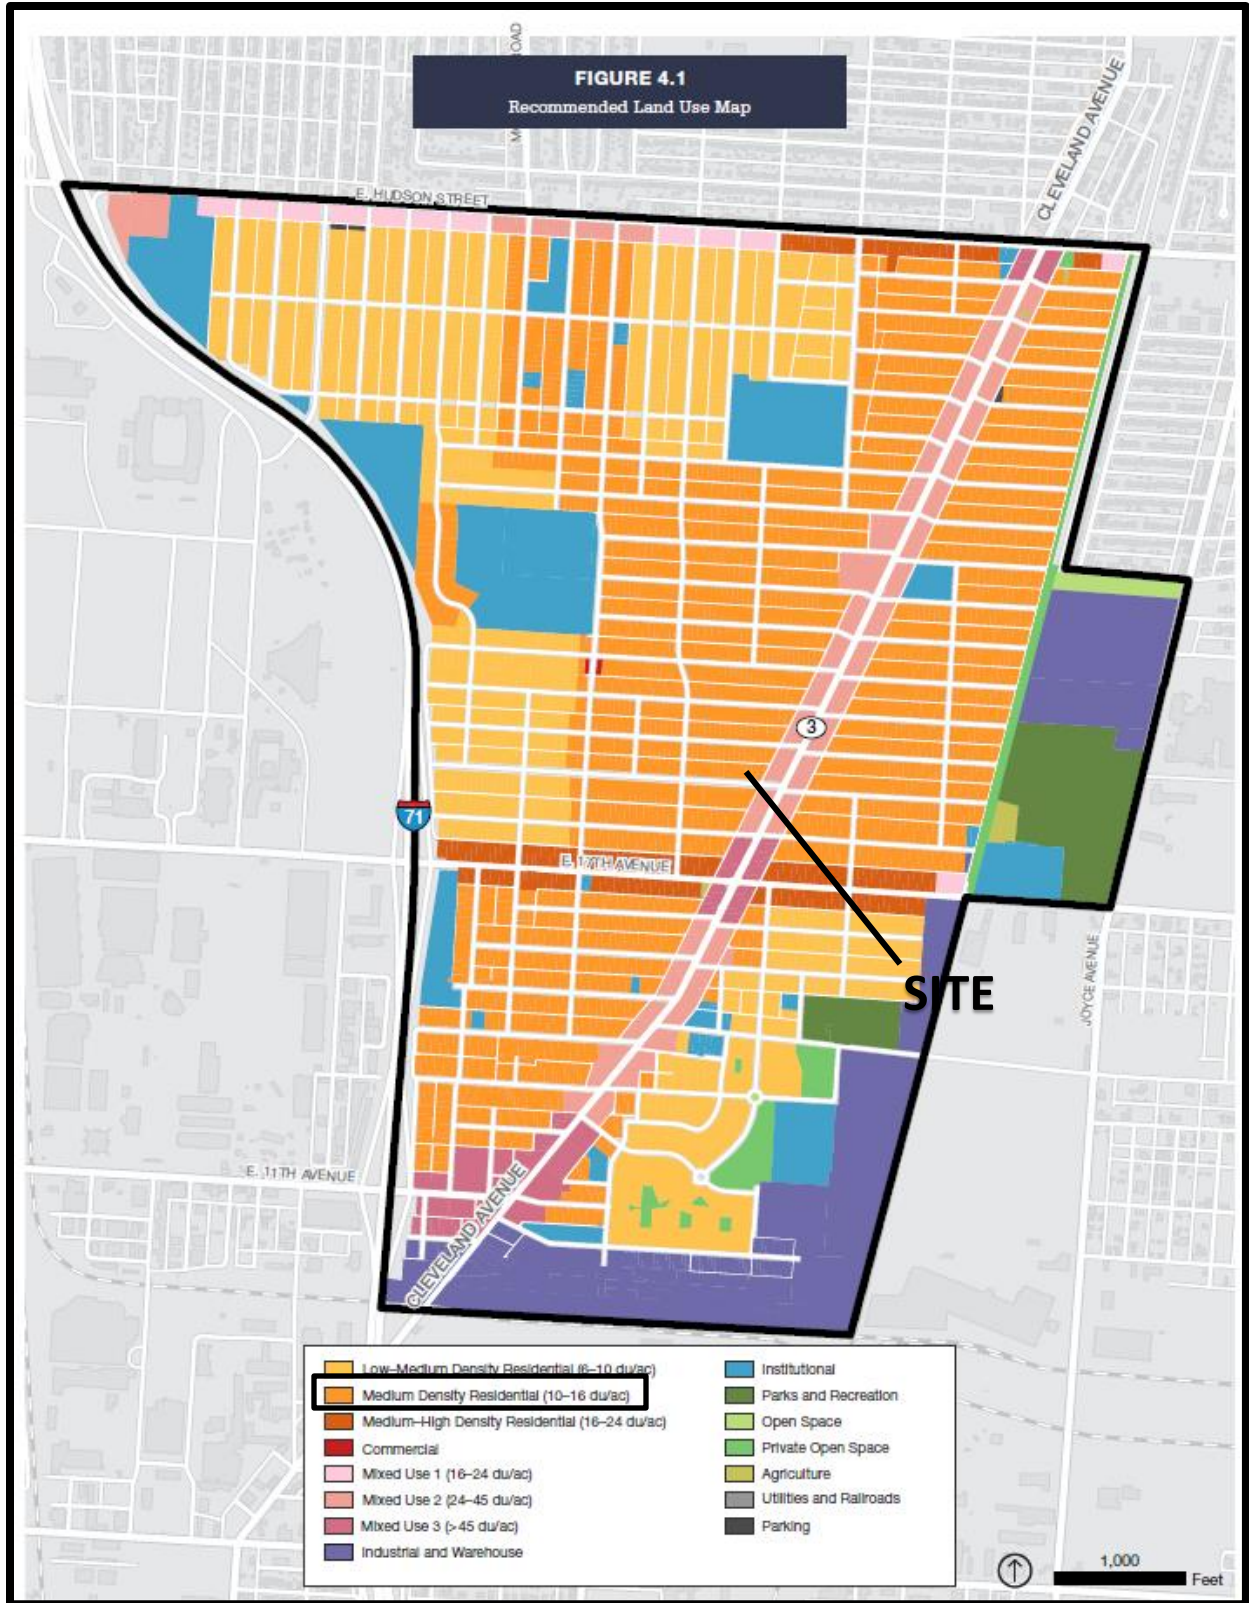 FIGURE 4.1
Recommended Land Use Map
CLEVELAND AVENUE
E. HUDSON STREET
3
71
E. 17TH AVENUE
SITE
JOYCE AVENUE
E. 11TH AVENUE
CLEVELAND AVENUE
Low–Medium Density Residential (6–10 du/ac)
Medium Density Residential (10–16 du/ac)
Medium–High Density Residential (16–24 du/ac)
Commercial
Mixed Use 1 (16–24 du/ac)
Mixed Use 2 (24–45 du/ac)
Mixed Use 3 (>45 du/ac)
Industrial and Warehouse
Institutional
Parks and Recreation
Open Space
Private Open Space
Agriculture
Utilities and Railroads
Parking
1,000
Feet